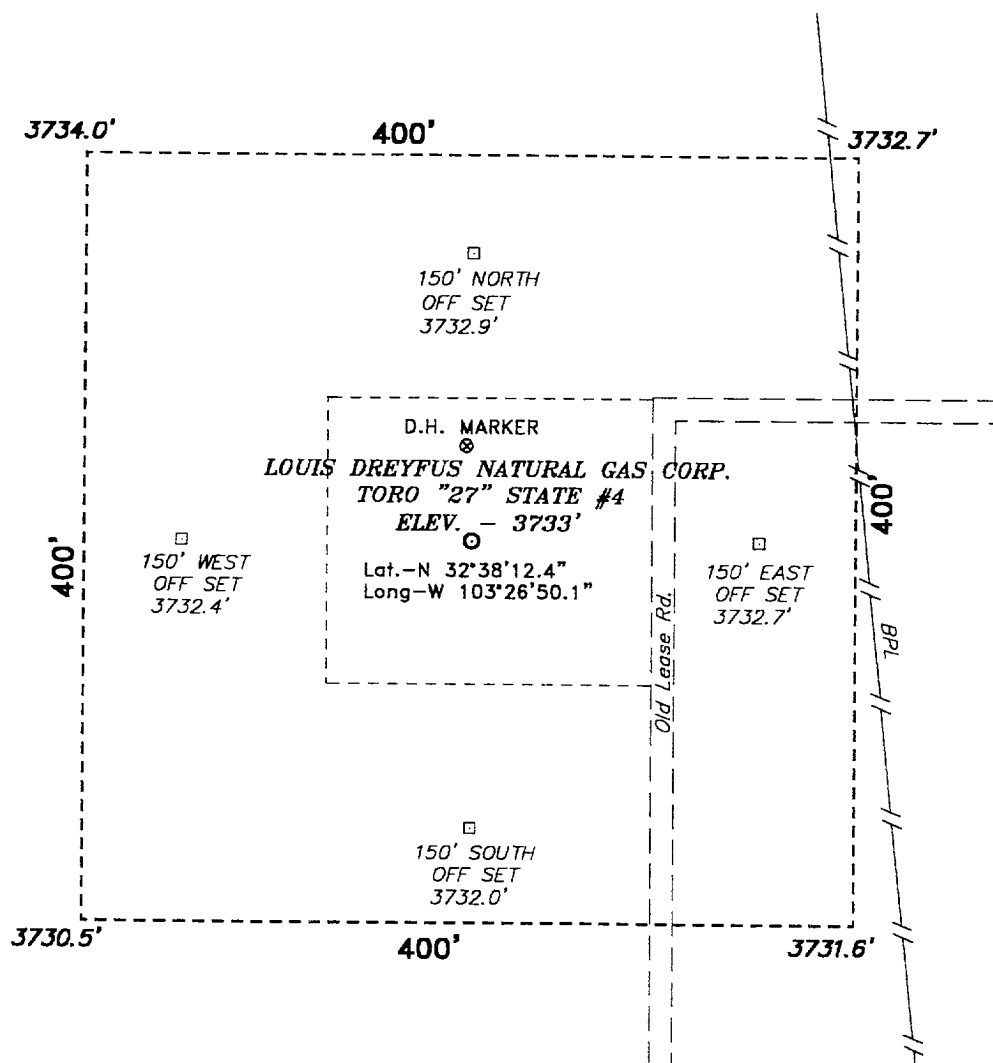 3734.0'
400'
3732.7'
150' NORTH
OFF SET
3732.9'
D.H. MARKER
LOUIS DREYFUS NATURAL GAS CORP.
TORO "27" STATE #4
ELEV. - 3733'
Lat.-N 32°38'12.4"
Long-W 103°26'50.1"
400'
150' WEST
OFF SET
3732.4'
150' EAST
OFF SET
3732.7'
400'
Old Lease Rd.
BPL
150' SOUTH
OFF SET
3732.0'
3730.5'
400'
3731.6'